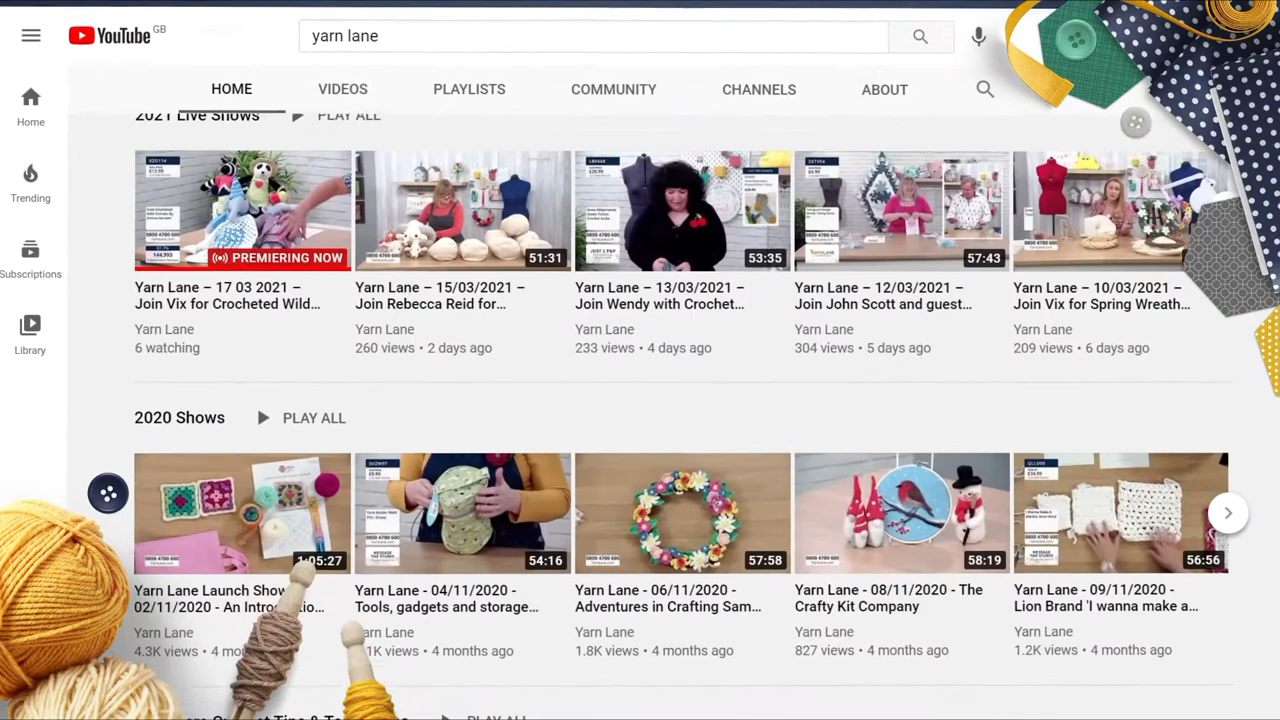 YouTube GB
yarn lane
HOME VIDEOS PLAYLISTS COMMUNITY CHANNELS ABOUT
Home
Trending
Subscriptions
Library
2021 Live Shows PLAY ALL
PREMIERING NOW
51:31
53:35
57:43
Yarn Lane – 17 03 2021 –
Join Vix for Crocheted Wild...
Yarn Lane
6 watching
Yarn Lane – 15/03/2021 –
Join Rebecca Reid for...
Yarn Lane
260 views • 2 days ago
Yarn Lane – 13/03/2021 –
Join Wendy with Crochet...
Yarn Lane
233 views • 4 days ago
Yarn Lane – 12/03/2021 –
Join John Scott and guest...
Yarn Lane
304 views • 5 days ago
Yarn Lane – 10/03/2021 –
Join Vix for Spring Wreath...
Yarn Lane
209 views • 6 days ago
2020 Shows PLAY ALL
54:16
57:58
58:19
56:56
Yarn Lane Launch Show
02/11/2020 - An
Yarn Lane
4.3K views
Yarn Lane - 04/11/2020 -
Tools, gadgets and storage...
Lane
views • 4 months ago
Yarn Lane - 06/11/2020 -
Adventures in Crafting Sam...
Yarn Lane
1.8K views • 4 months ago
Yarn Lane - 08/11/2020 - The
Crafty Kit Company
Yarn Lane
827 views • 4 months ago
Yarn Lane - 09/11/2020 -
Lion Brand 'I wanna make a...
Yarn Lane
1.2K views • 4 months ago
PLAY ALL